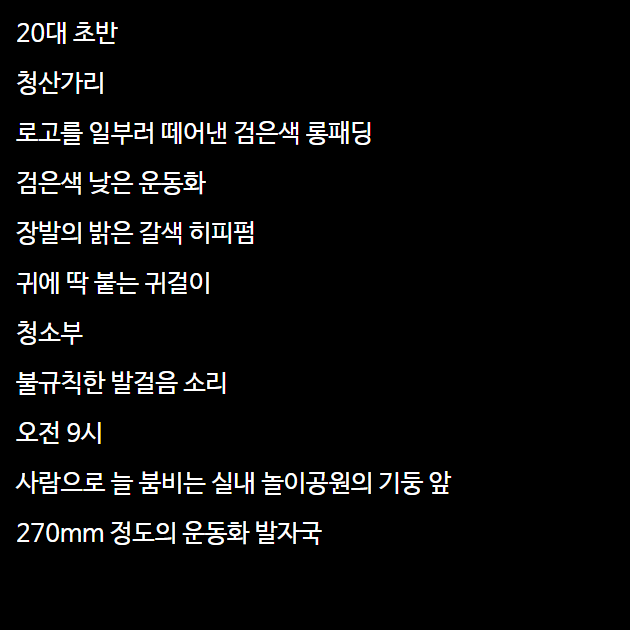 20대 초반
청산가리
로고를 일부러 떼어낸 검은색 롱패딩
검은색 낮은 운동화
장발의 밝은 갈색 히피펌
귀에 딱 붙는 귀걸이
청소부
불규칙한 발걸음 소리
오전 9시
사람으로 늘 붐비는 실내 놀이공원의 기둥 앞
270mm 정도의 운동화 발자국